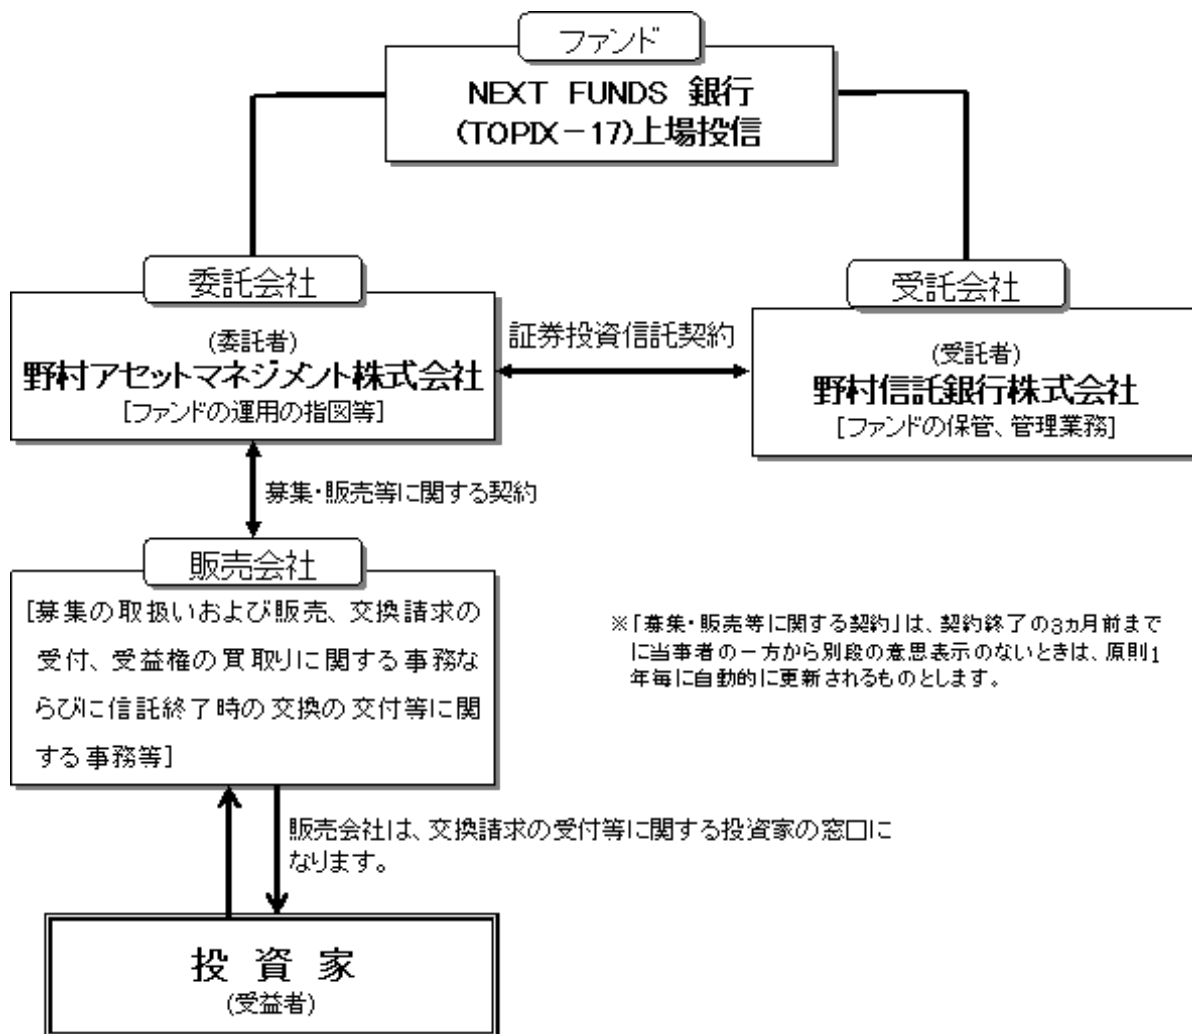 ファンド
NEXT FUNDS 銀行
(TOPIX－17)上場投信
委託会社
(委託者)
野村アセットマネジメント株式会社
[ファンドの運用の指図等]
証券投資信託契約
受託会社
(受託者)
野村信託銀行株式会社
[ファンドの保管、管理業務]
募集・販売等に関する契約
販売会社
[募集の取扱いおよび販売、交換請求の
受付、受益権の買取りに関する事務な
らびに信託終了時の交換の交付等に関
する事務等]
※「募集・販売等に関する契約」は、契約終了の3ヵ月前まで
に当事者の一方から別段の意思表示のないときは、原則1
年毎に自動的に更新されるものとします。
販売会社は、交換請求の受付等に関する投資家の窓口に
なります。
投 資 家
(受益者)